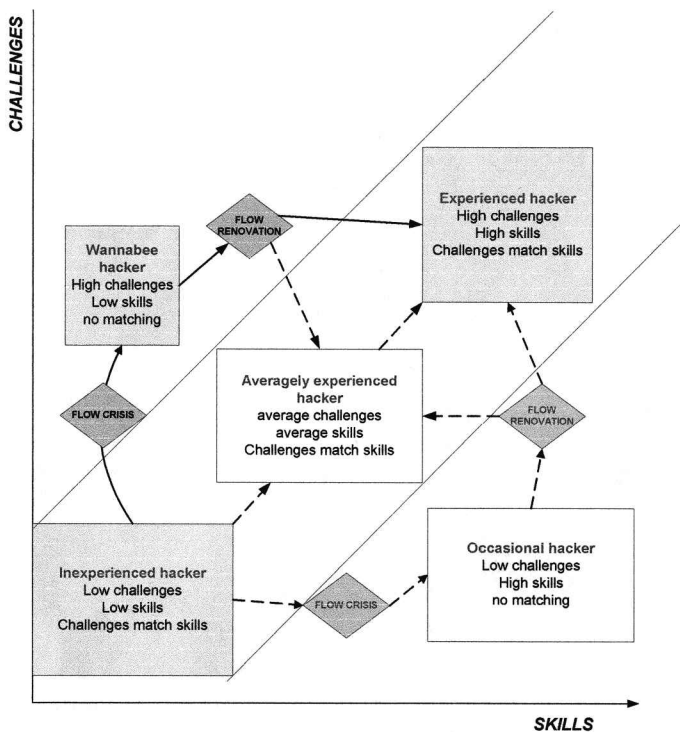 CHALLENGES
Experienced hacker
High challenges
High skills
Challenges match skills
FLOW
RENOVATION
Wannabee
hacker
High challenges
Low skills
no matching
Averagely experienced
hacker
average challenges
average skills
Challenges match skills
FLOW CRISIS
FLOW
RENOVATION
Inexperienced hacker
Low challenges
Low skills
Challenges match skills
Occasional hacker
Low challenges
High skills
no matching
FLOW CRISIS
SKILLS